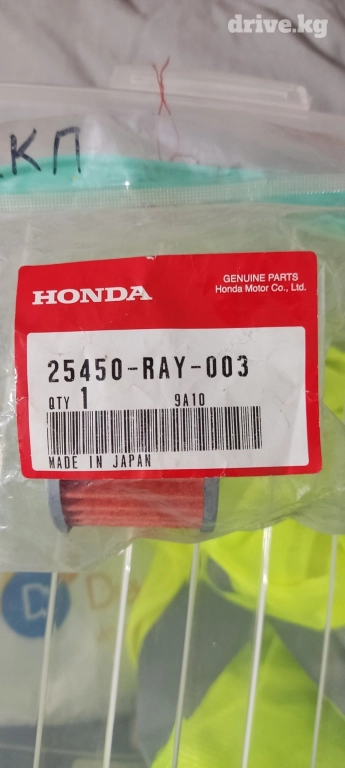 drive.kg
КП
HONDA
GENUINE PARTS
Honda Motor Co., Ltd.
25450-RAY-003
QTY 1 9A10
MADE IN JAPAN